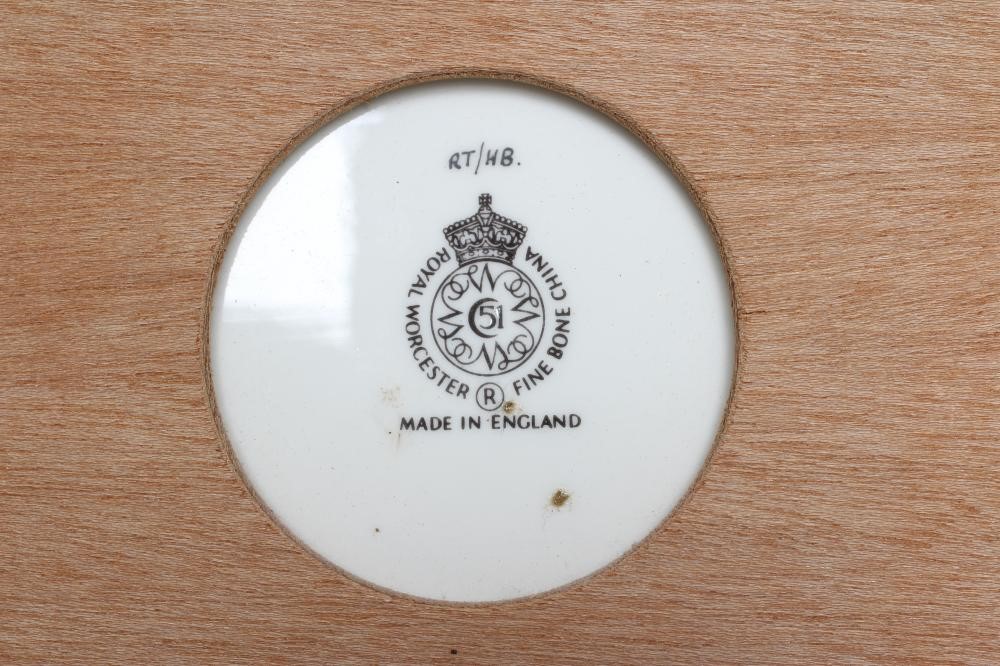 RT/HB.
ROYAL WORCESTER FINE BONE CHINA
51
R
MADE IN ENGLAND